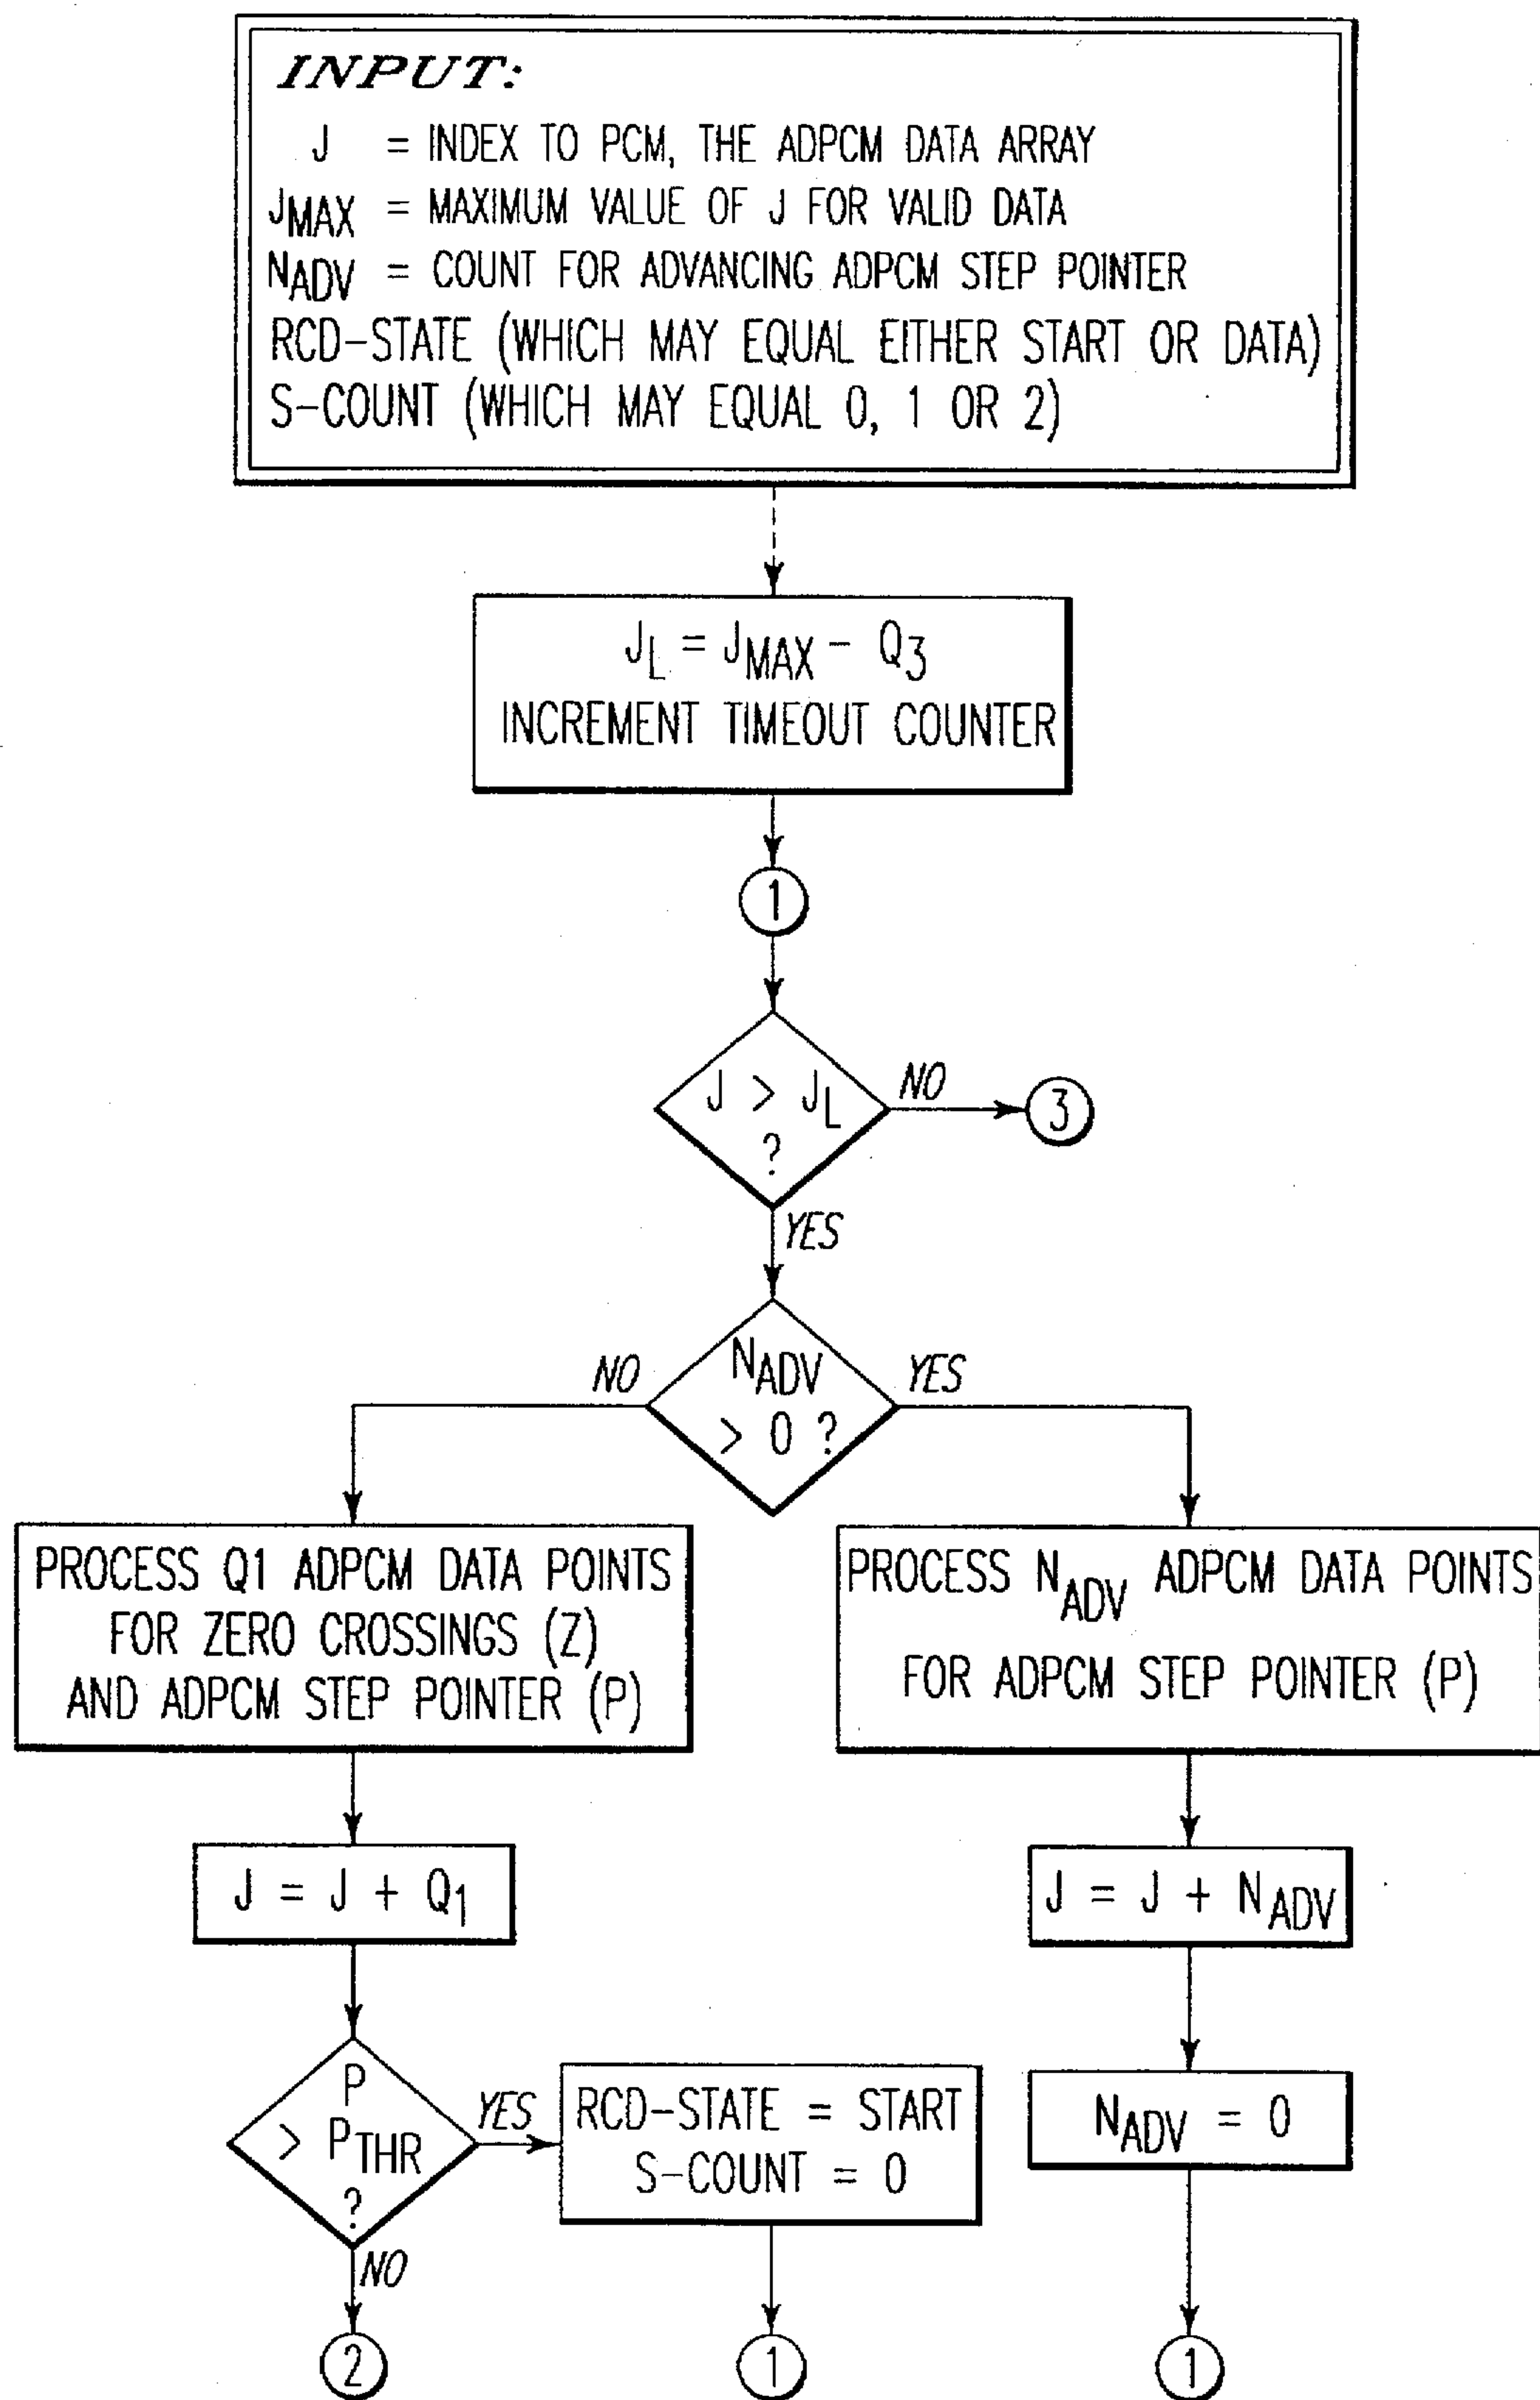 INPUT:
J = INDEX TO PCM, THE ADPCM DATA ARRAY
JMAX = MAXIMUM VALUE OF J FOR VALID DATA
NADV = COUNT FOR ADVANCING ADPCM STEP POINTER
RCD-STATE (WHICH MAY EQUAL EITHER START OR DATA)
S-COUNT (WHICH MAY EQUAL 0, 1 OR 2)
JL = JMAX - Q3
INCREMENT TIMEOUT COUNTER
1
J > JL
?
NO
3
YES
NADV
> 0 ?
NO
YES
PROCESS Q1 ADPCM DATA POINTS
FOR ZERO CROSSINGS (Z)
AND ADPCM STEP POINTER (P)
PROCESS NADV ADPCM DATA POINTS
FOR ADPCM STEP POINTER (P)
J = J + Q1
J = J + NADV
P
> PTHR
?
YES
RCD-STATE = START
S-COUNT = 0
NADV = 0
NO
2
1
1